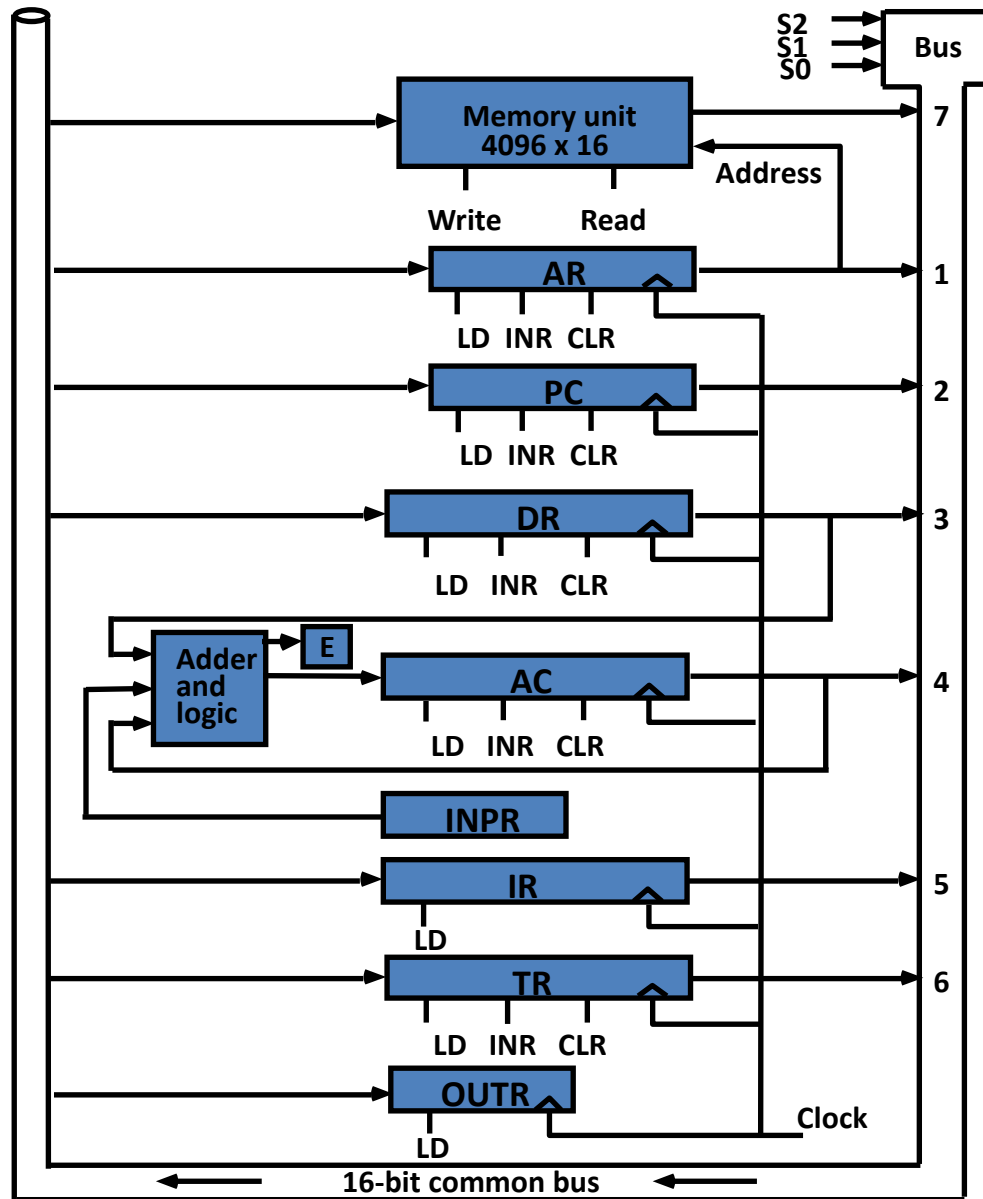 S2
S1
S0
Bus
Memory unit
4096 x 16
7
Address
Write
Read
AR
1
LD INR CLR
PC
2
LD INR CLR
DR
3
LD INR CLR
E
Adder
and
logic
AC
4
LD INR CLR
INPR
IR
5
LD
TR
6
LD INR CLR
OUTR
LD
Clock
16-bit common bus